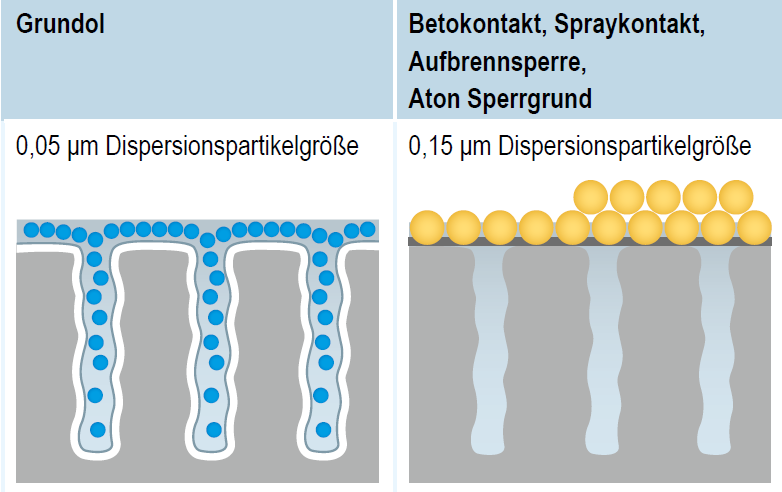 Grundol
Betokontakt, Spraykontakt,
Aufbrennsperre,
Aton Sperrgrund
0,05 µm Dispersionspartikelgröße
0,15 µm Dispersionspartikelgröße